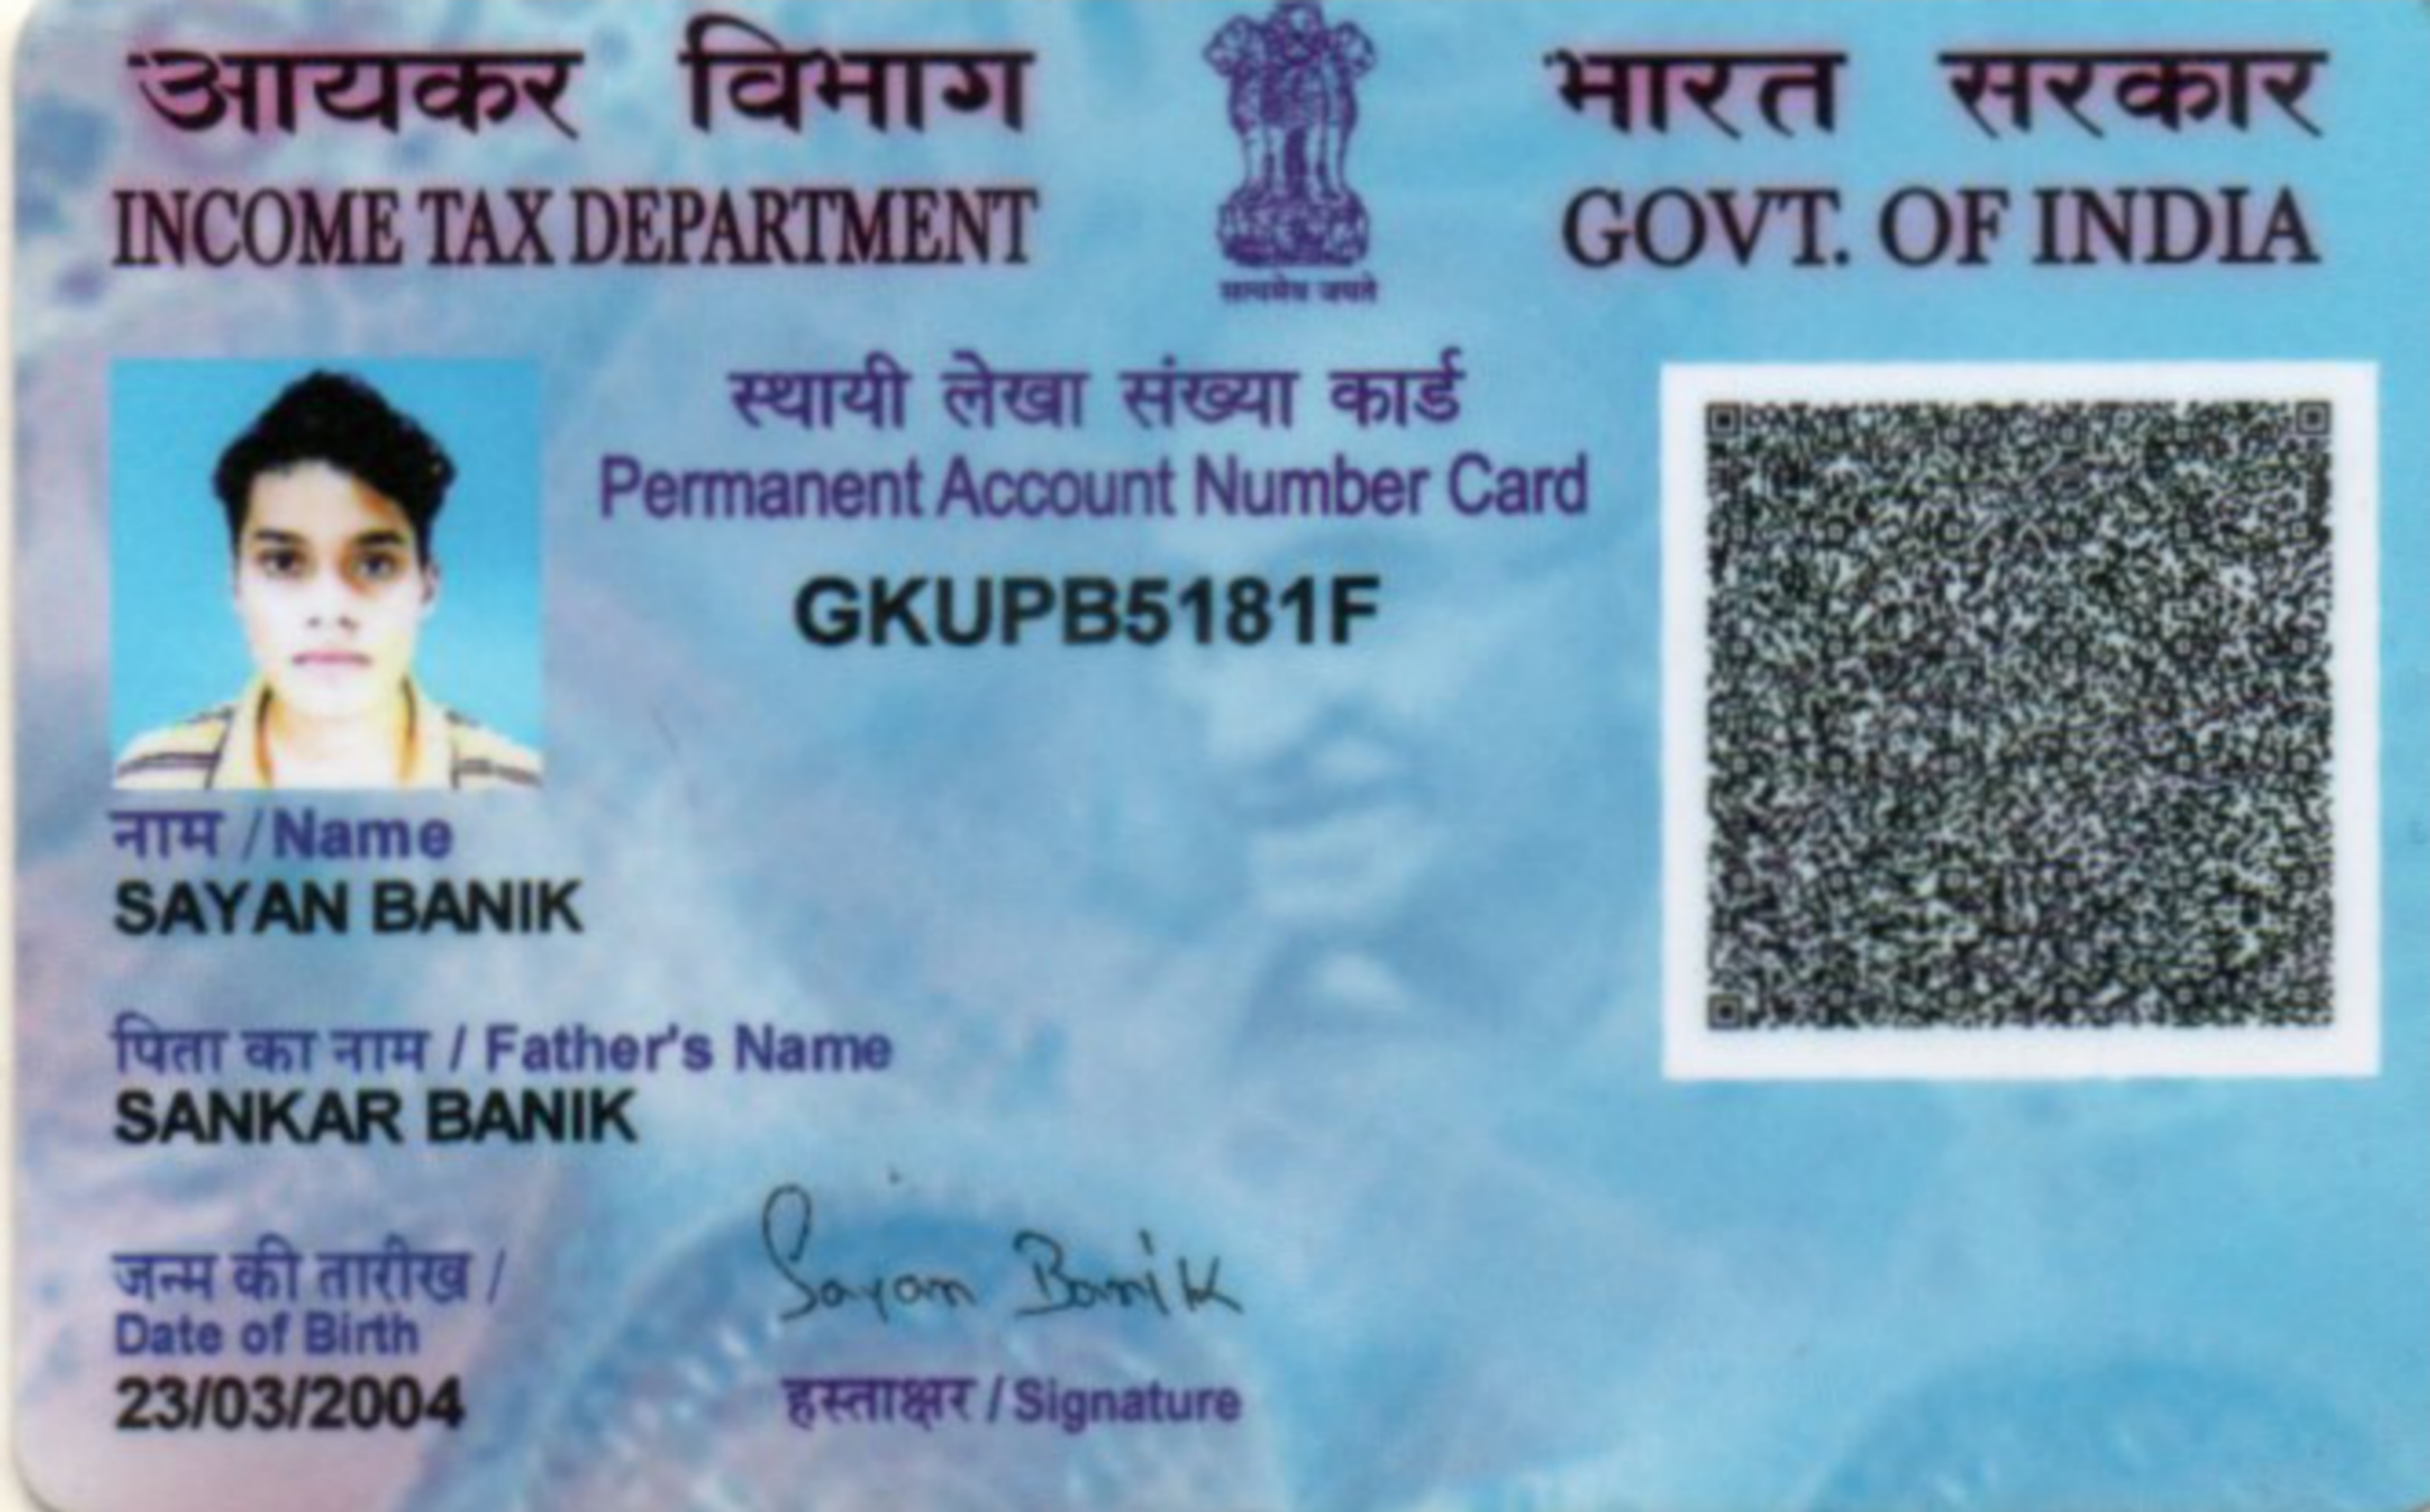 आयकर विभाग
INCOME TAX DEPARTMENT
भारत सरकार
GOVT. OF INDIA
सत्यमेव जयते
स्थायी लेखा संख्या कार्ड
Permanent Account Number Card
GKUPB5181F
नाम / Name
SAYAN BANIK
पिता का नाम / Father's Name
SANKAR BANIK
जन्म की तारीख /
Date of Birth
23/03/2004
Sayan Banik
हस्ताक्षर / Signature